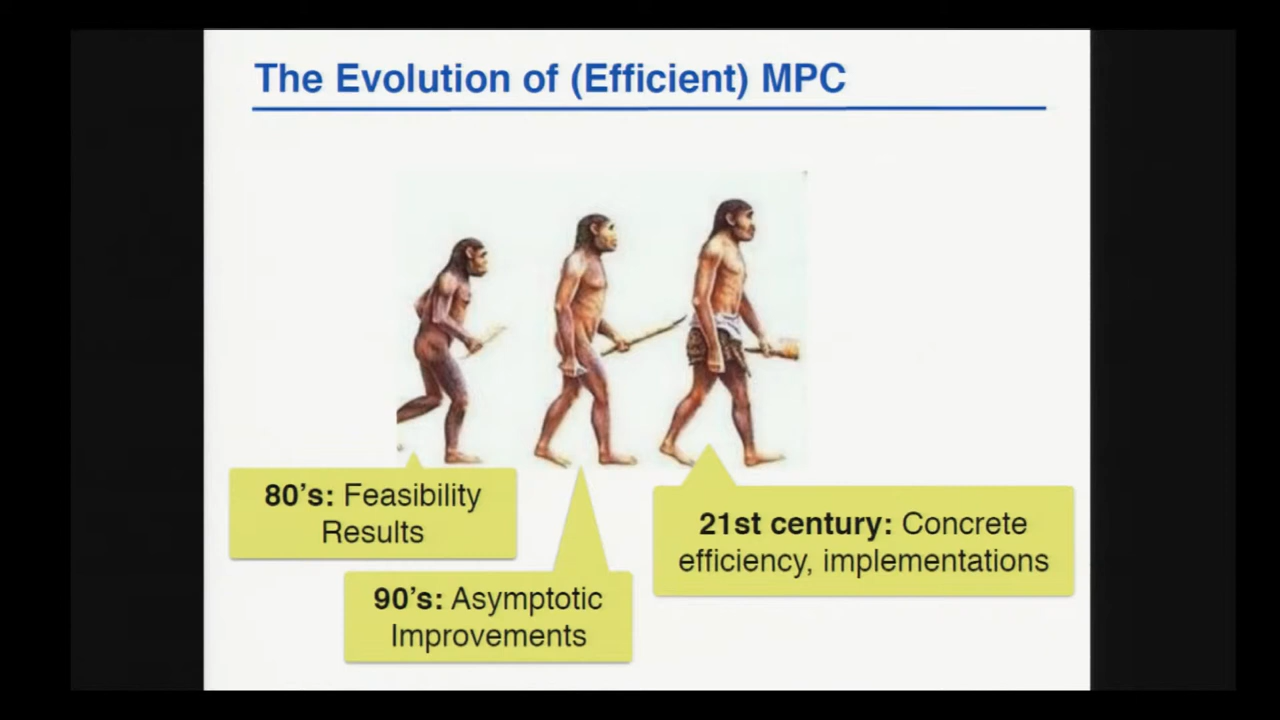 The Evolution of (Efficient) MPC
80's: Feasibility
Results
90's: Asymptotic
Improvements
21st century: Concrete
efficiency, implementations